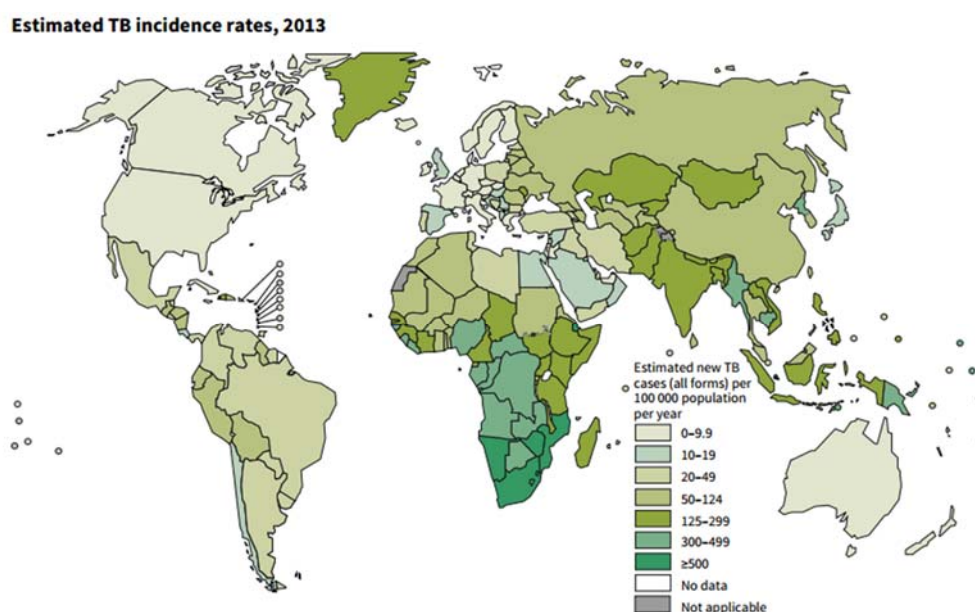 Estimated TB incidence rates, 2013
Estimated new TB
cases (all forms) per
100 000 population
per year
0–9.9
10–19
20–49
50–124
125–299
300–499
≥500
No data
Not applicable